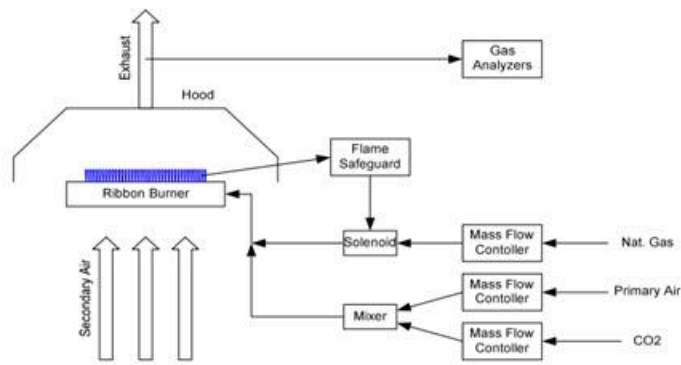 Exhaust
Gas
Analyzers
Hood
Flame
Safeguard
Ribbon Burner
Solenoid
Mass Flow
Contoller
Nat. Gas
Secondary Air
Mass Flow
Contoller
Primary Air
Mixer
Mass Flow
Contoller
CO2